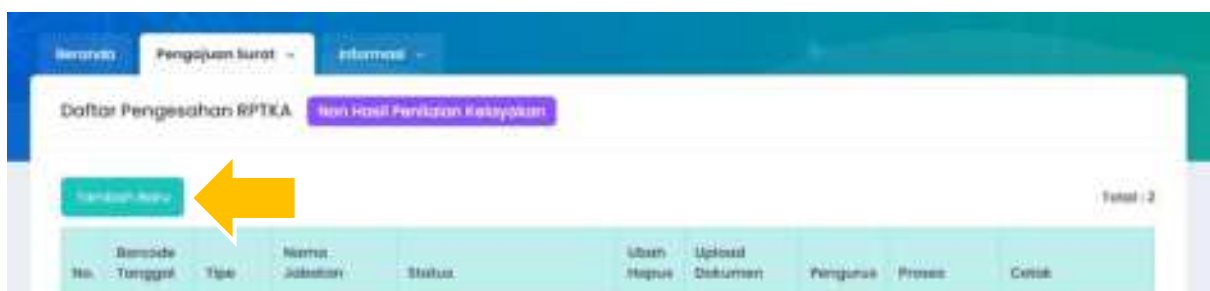 Beranda Pengajuan Surat Informasi
Daftar Pengesahan RPTKA Non Hasil Penilaian Kelayakan
Tambah Baru
Total : 2
No. Barcode Tanggal Tipe Nama Jabatan Status Ubah Hapus Upload Dokumen Pengurus Proses Cetak